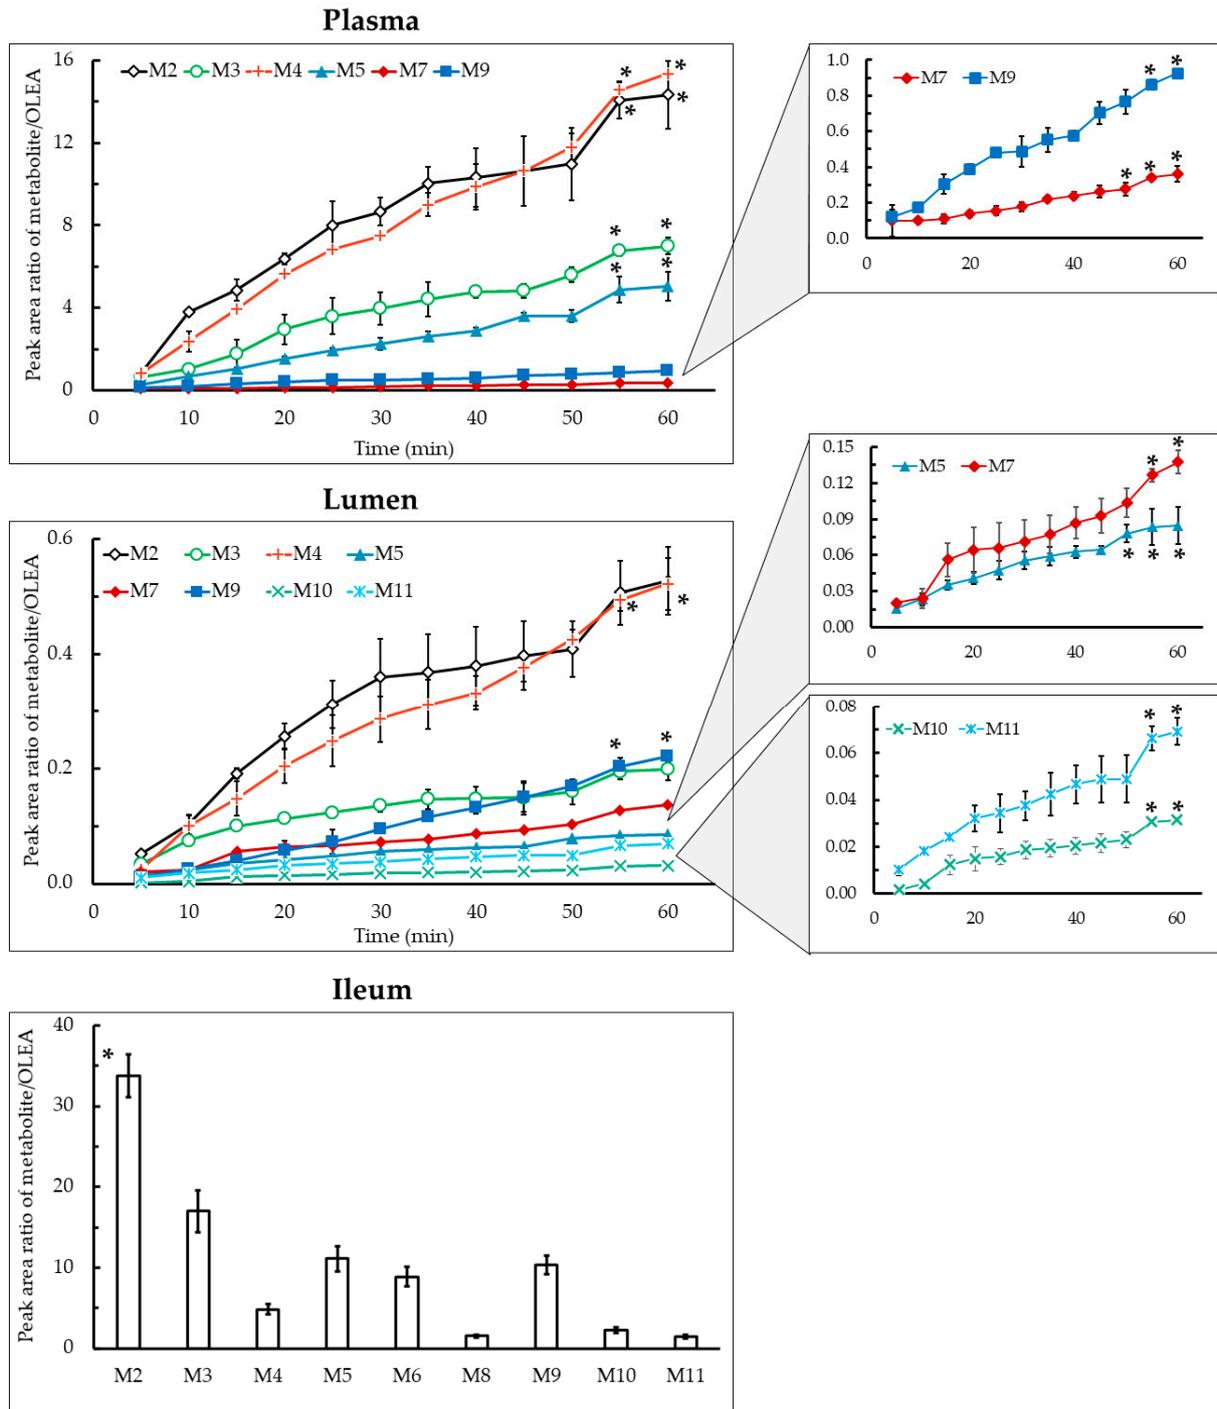 Plasma
Peak area ratio of metabolite/OLEA
16
12
8
4
0
M2 M3 M4 M5 M7 M9
* * * *
* * * *
0 10 20 30 40 50 60
Time (min)
1.0
0.8
0.6
0.4
0.2
0.0
M7 M9
* *
* * *
0 20 40 60
Lumen
Peak area ratio of metabolite/OLEA
0.6
0.4
0.2
0.0
M2 M3 M4 M5
M7 M9 M10 M11
* *
* *
0 10 20 30 40 50 60
Time (min)
0.15
0.12
0.09
0.06
0.03
0.00
M5 M7
* *
* * *
0 20 40 60
0.08
0.06
0.04
0.02
0.00
M10 M11
* *
* *
0 20 40 60
Ileum
Peak area ratio of metabolite/OLEA
40
30
20
10
0
*
M2 M3 M4 M5 M6 M8 M9 M10 M11